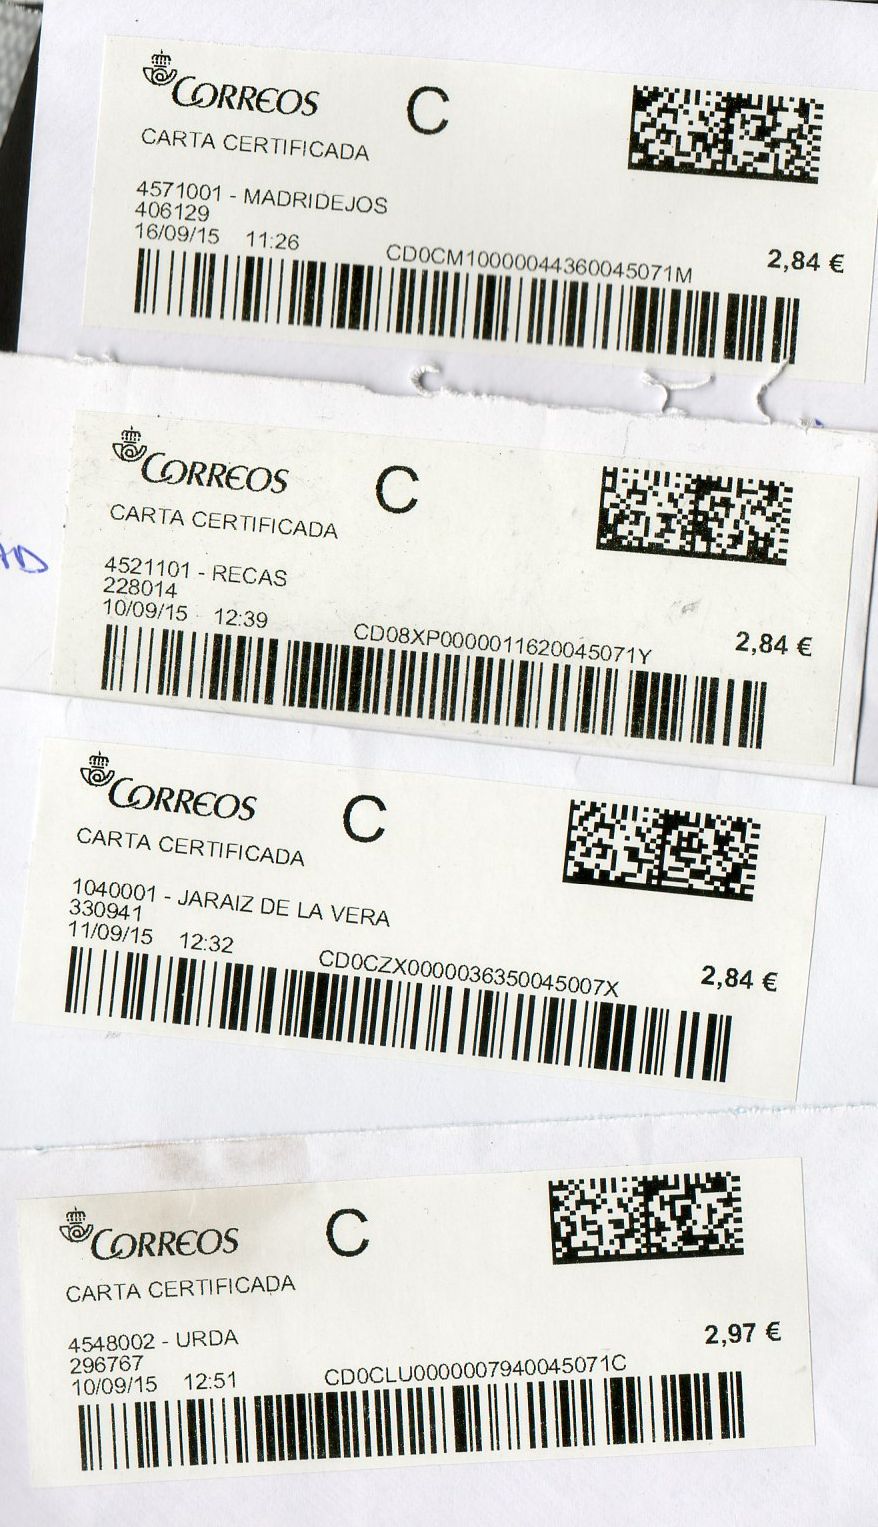 CORREOS
C
CARTA CERTIFICADA
4571001 - MADRIDEJOS
406129
16/09/15 11:26
CD0CM10000044360045071M
2,84 €
CORREOS
C
CARTA CERTIFICADA
4521101 - RECAS
228014
10/09/15 12:39
CD08XP0000011620045071Y
2,84 €
CORREOS
C
CARTA CERTIFICADA
1040001 - JARAIZ DE LA VERA
330941
11/09/15 12:32
CD0CZX0000036350045007X
2,84 €
CORREOS
C
CARTA CERTIFICADA
4548002 - URDA
296767
10/09/15 12:51
CD0CLU0000007940045071C
2,97 €